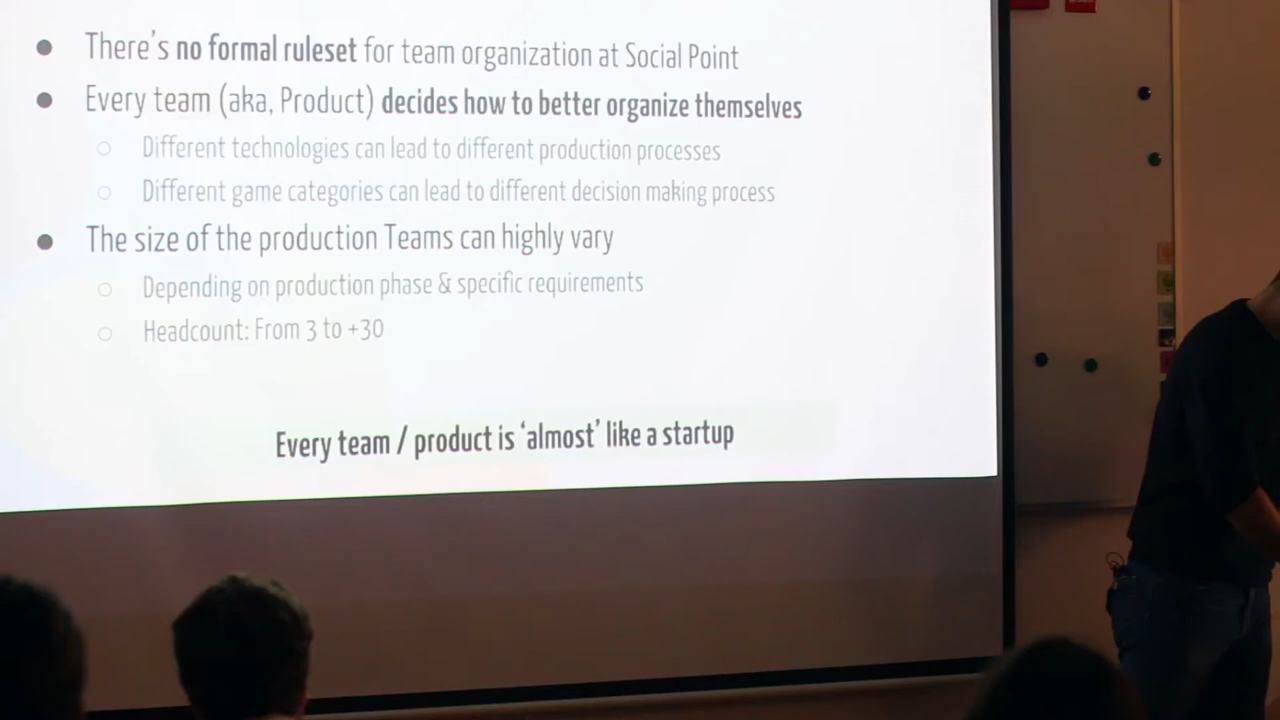 ● There's no formal ruleset for team organization at Social Point
● Every team (aka, Product) decides how to better organize themselves
○ Different technologies can lead to different production processes
○ Different game categories can lead to different decision making process
● The size of the production Teams can highly vary
○ Depending on production phase & specific requirements
○ Headcount: From 3 to +30
Every team / product is ‘almost’ like a startup